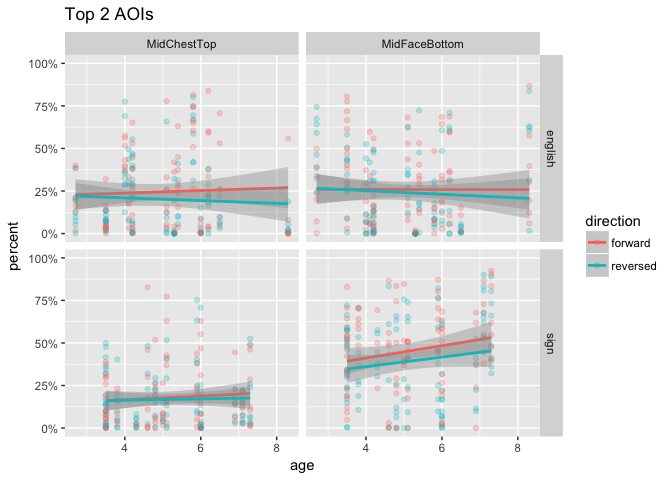 Top 2 AOIs
MidChestTop
MidFaceBottom
100%
75%
50%
25%
0%
english
100%
75%
50%
25%
0%
sign
percent
4
6
8
4
6
8
age
direction
forward
reversed